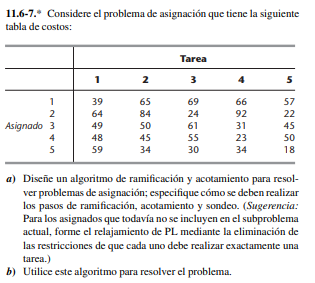 11.6-7.* Considere el problema de asignación que tiene la siguiente
tabla de costos:
Tarea
1 2 3 4 5
1 39 65 69 66 57
2 64 84 24 92 22
Asignado 3 49 50 61 31 45
4 48 45 55 23 50
5 59 34 30 34 18
a) Diseñe un algoritmo de ramificación y acotamiento para resol-
ver problemas de asignación; especifique cómo se deben realizar
los pasos de ramificación, acotamiento y sondeo. (Sugerencia:
Para los asignados que todavía no se incluyen en el subproblema
actual, forme el relajamiento de PL mediante la eliminación de
las restricciones de que cada uno debe realizar exactamente una
tarea.)
b) Utilice este algoritmo para resolver el problema.